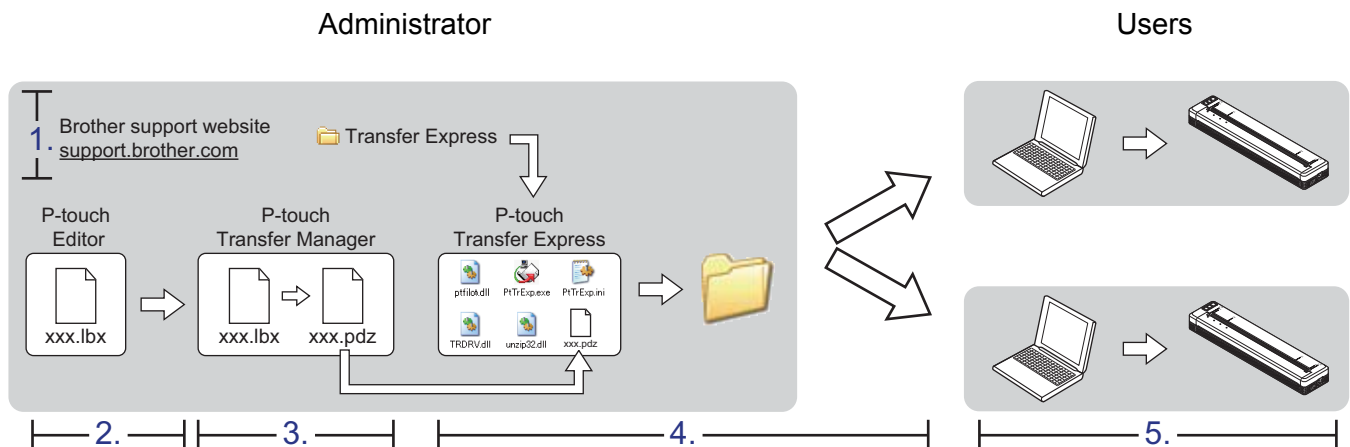 Administrator
Users
1.
Brother support website
support.brother.com
Transfer Express
P-touch
Editor
xxx.lbx
P-touch
Transfer Manager
xxx.lbx
xxx.pdz
P-touch
Transfer Express
ptfilot.dll
PtTrExp.exe
PtTrExp.ini
TRDRV.dll
unzip32.dll
xxx.pdz
2.
3.
4.
5.